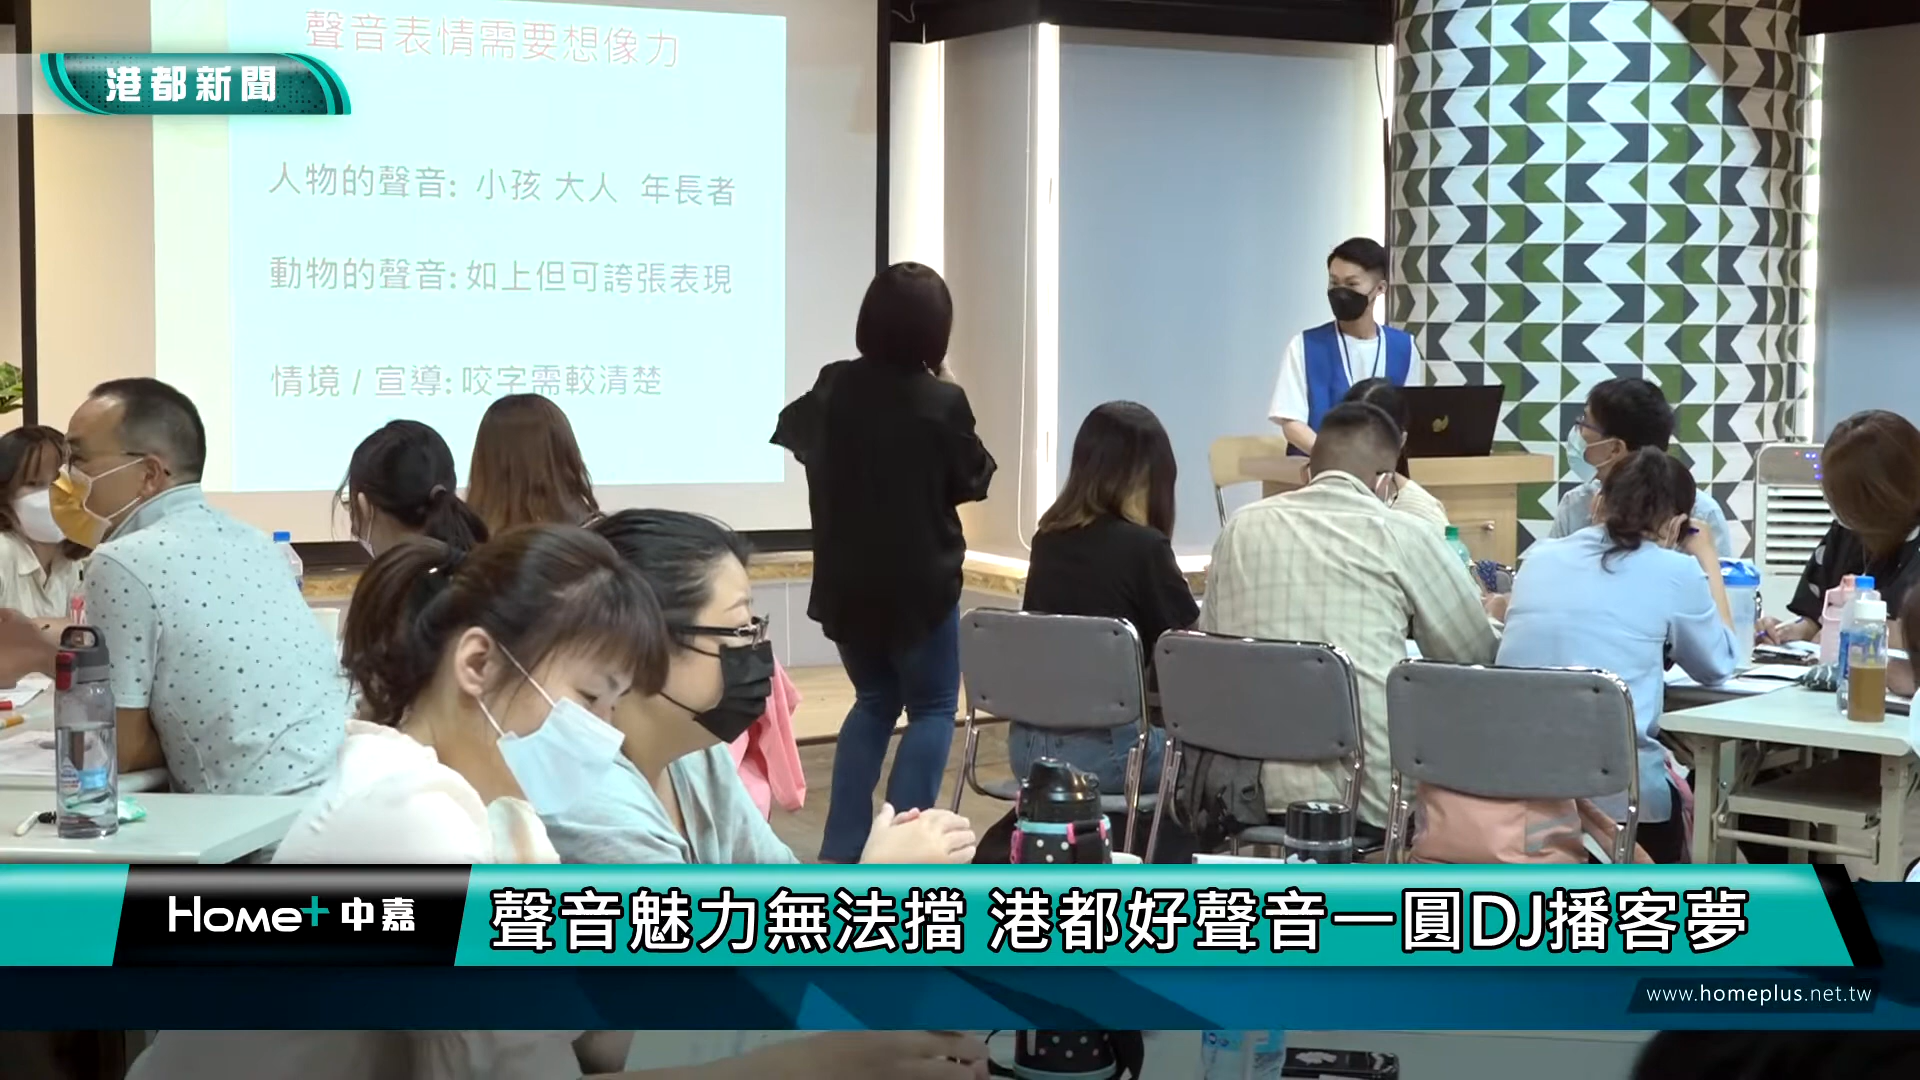 聲音表情需要想像力
港都新聞
人物的聲音: 小孩 大人 年長者
動物的聲音: 如上但可誇張表現
情境 / 宣導: 咬字需較清楚
Home+ 中嘉
聲音魅力無法擋 港都好聲音一圓DJ播客夢
www.homeplus.net.tw